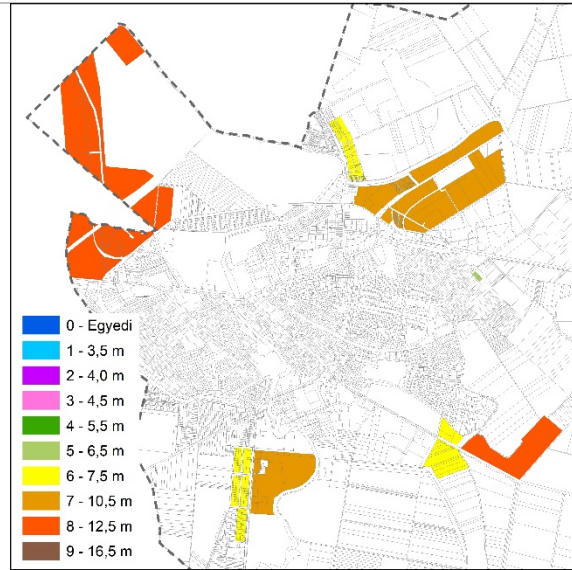 0 - Egyedi
1 - 3,5 m
2 - 4,0 m
3 - 4,5 m
4 - 5,5 m
5 - 6,5 m
6 - 7,5 m
7 - 10,5 m
8 - 12,5 m
9 - 16,5 m